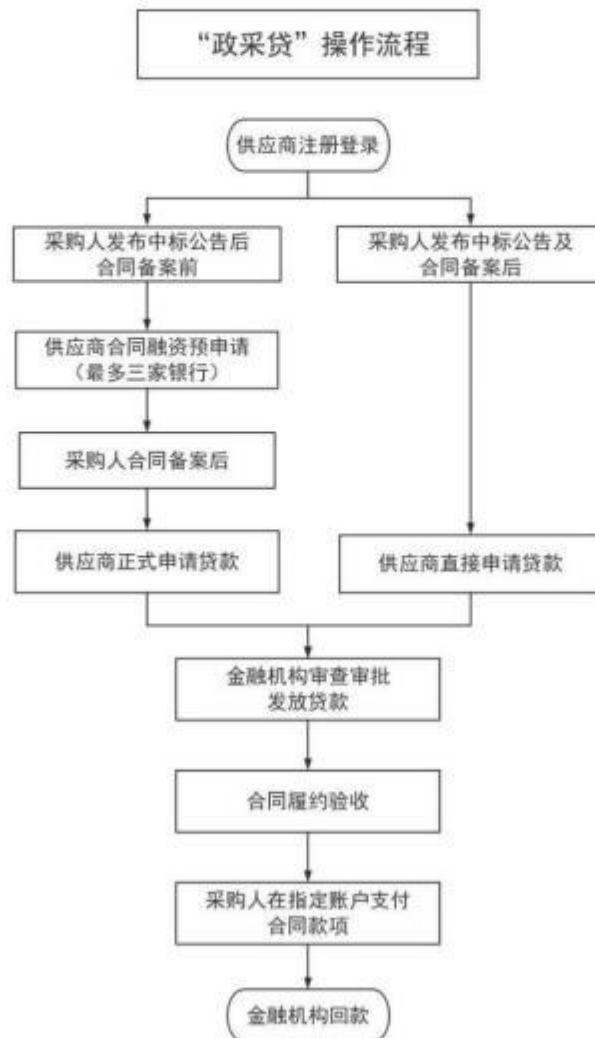 “政采贷”操作流程
供应商注册登录
采购人发布中标公告后
合同备案前
采购人发布中标公告及
合同备案后
供应商合同融资预申请
（最多三家银行）
采购人合同备案后
供应商正式申请贷款
供应商直接申请贷款
金融机构审查审批
发放贷款
合同履约验收
采购人在指定账户支付
合同款项
金融机构回款